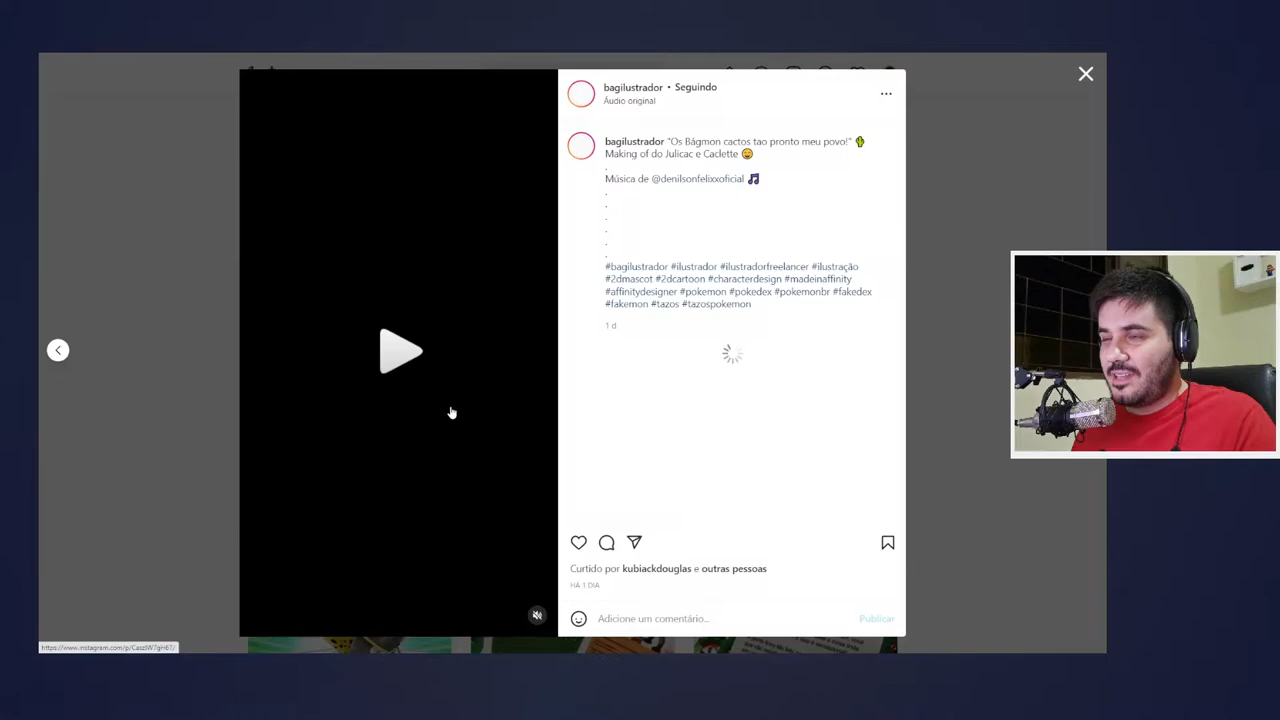 bagilustrador • Seguindo
Áudio original
bagilustrador "Os Bágmon cactos tao pronto meu povo!" 🌵
Making of do Julicac e Caclette 😄
.
Música de @denilsonfelixxoficial 🎵
.
.
.
.
.
.
#bagilustrador #ilustrador #ilustradorfreelancer #ilustração
#2dmascot #2dcartoon #characterdesign #madeinaffinity
#affinitydesigner #pokemon #pokedex #pokemonbr #fakedex
#fakemon #tazos #tazospokemon
1 d
Curtido por kubiackdouglas e outras pessoas
HÁ 1 DIA
Adicione um comentário...
Publicar